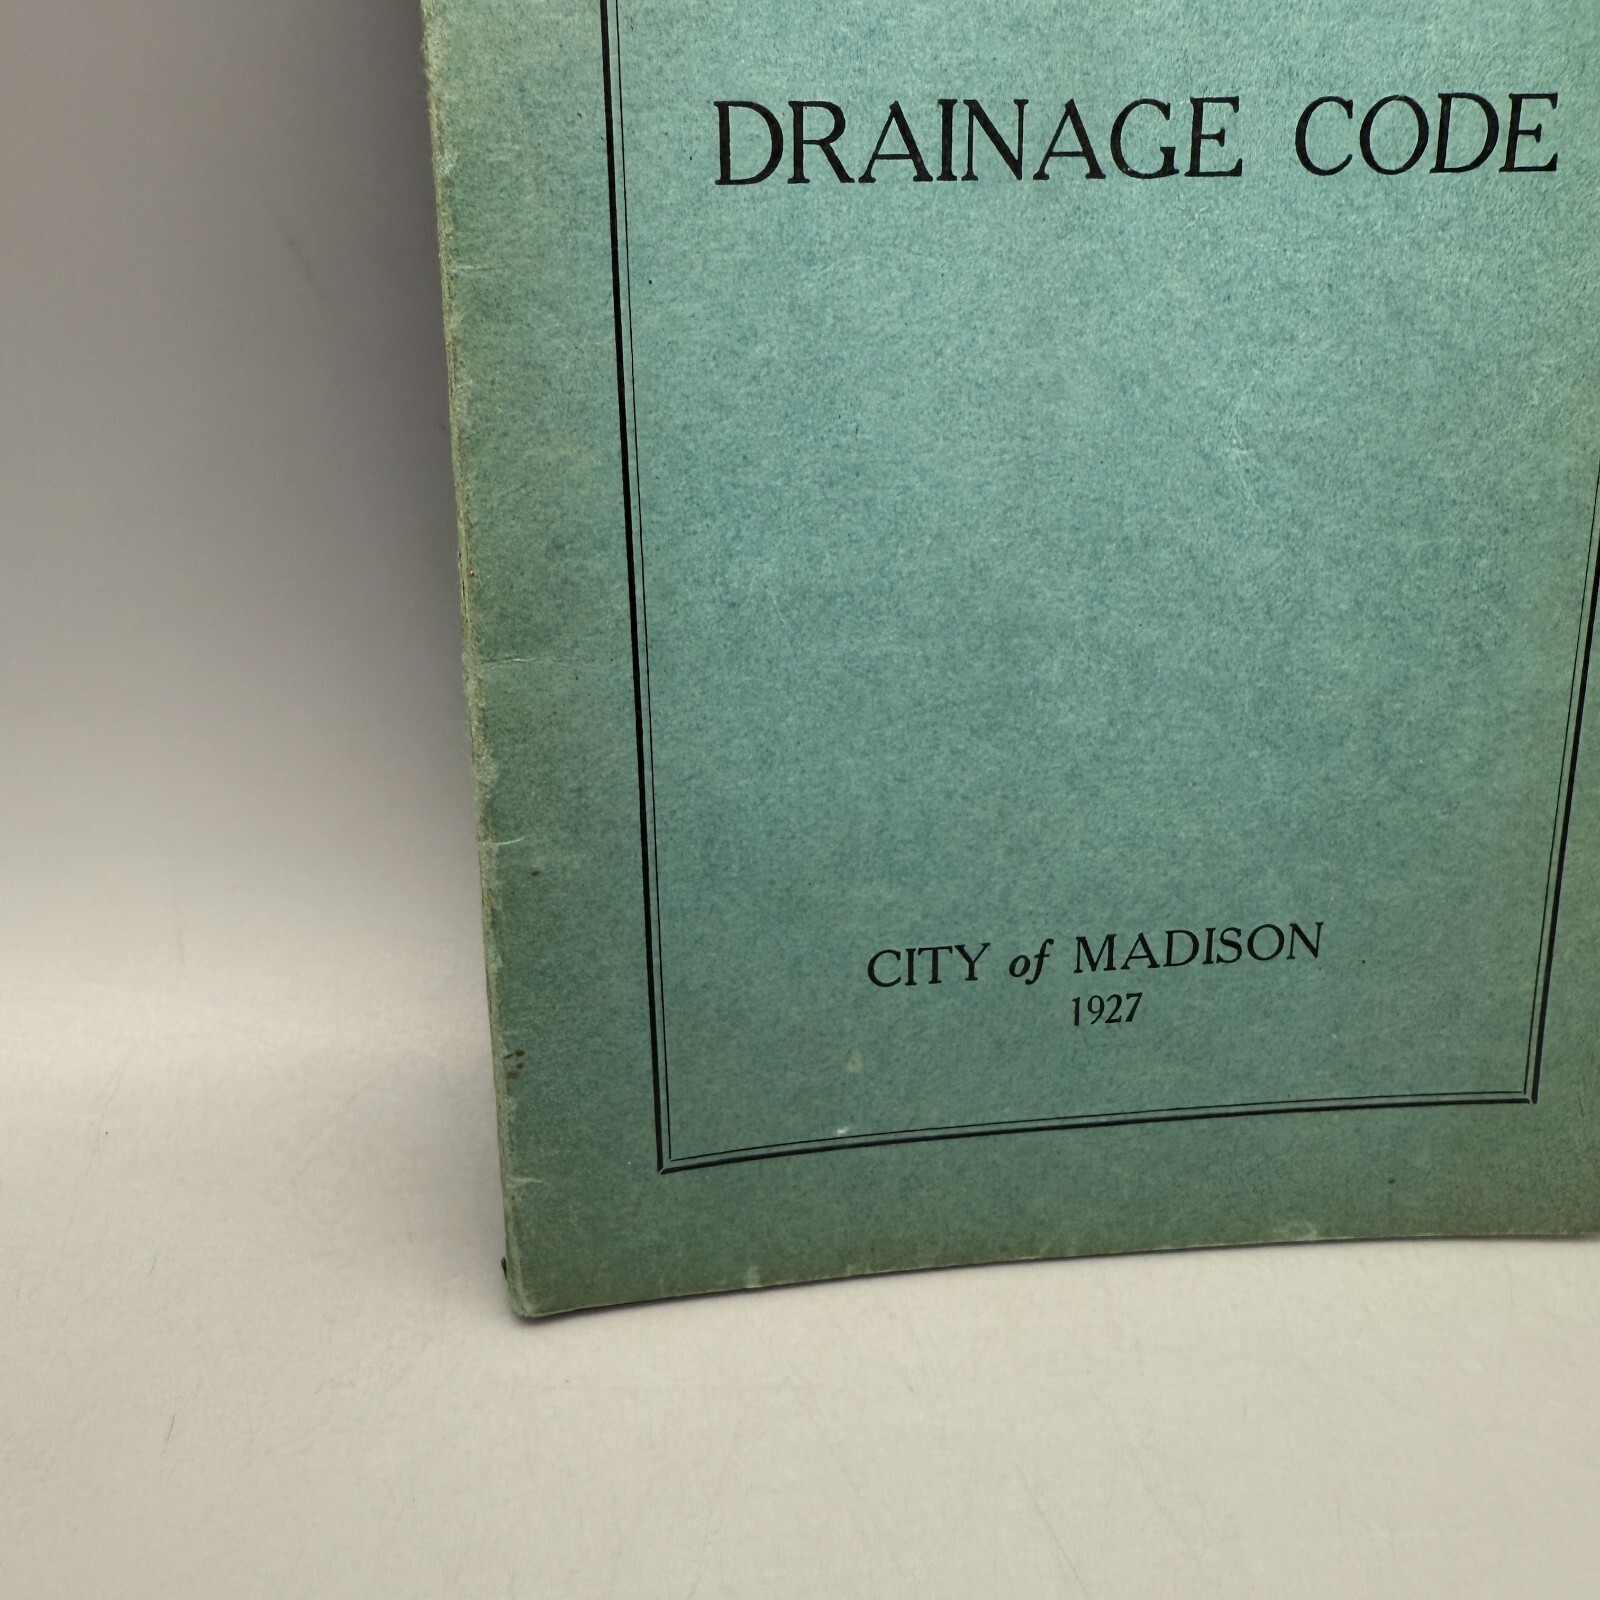 DRAINAGE CODE
CITY of MADISON
1927